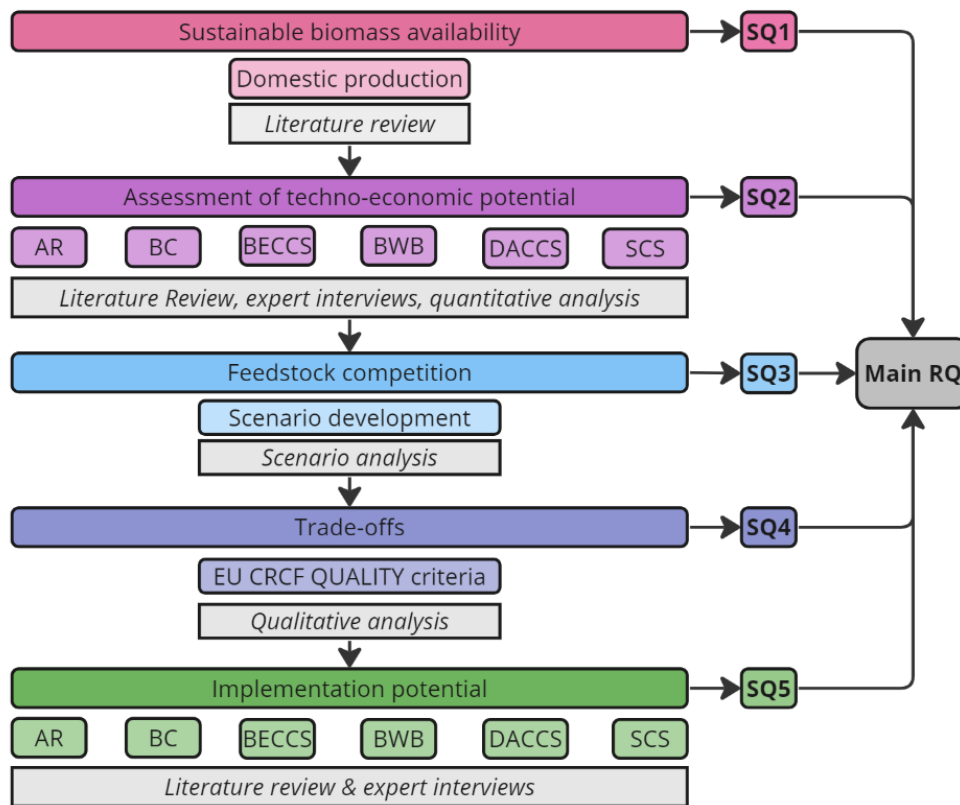 Sustainable biomass availability
SQ1
Domestic production
Literature review
Assessment of techno-economic potential
SQ2
AR
BC
BECCS
BWB
DACCS
SCS
Literature Review, expert interviews, quantitative analysis
Feedstock competition
SQ3
Main RQ
Scenario development
Scenario analysis
Trade-offs
SQ4
EU CRCF QUALITY criteria
Qualitative analysis
Implementation potential
SQ5
AR
BC
BECCS
BWB
DACCS
SCS
Literature review & expert interviews